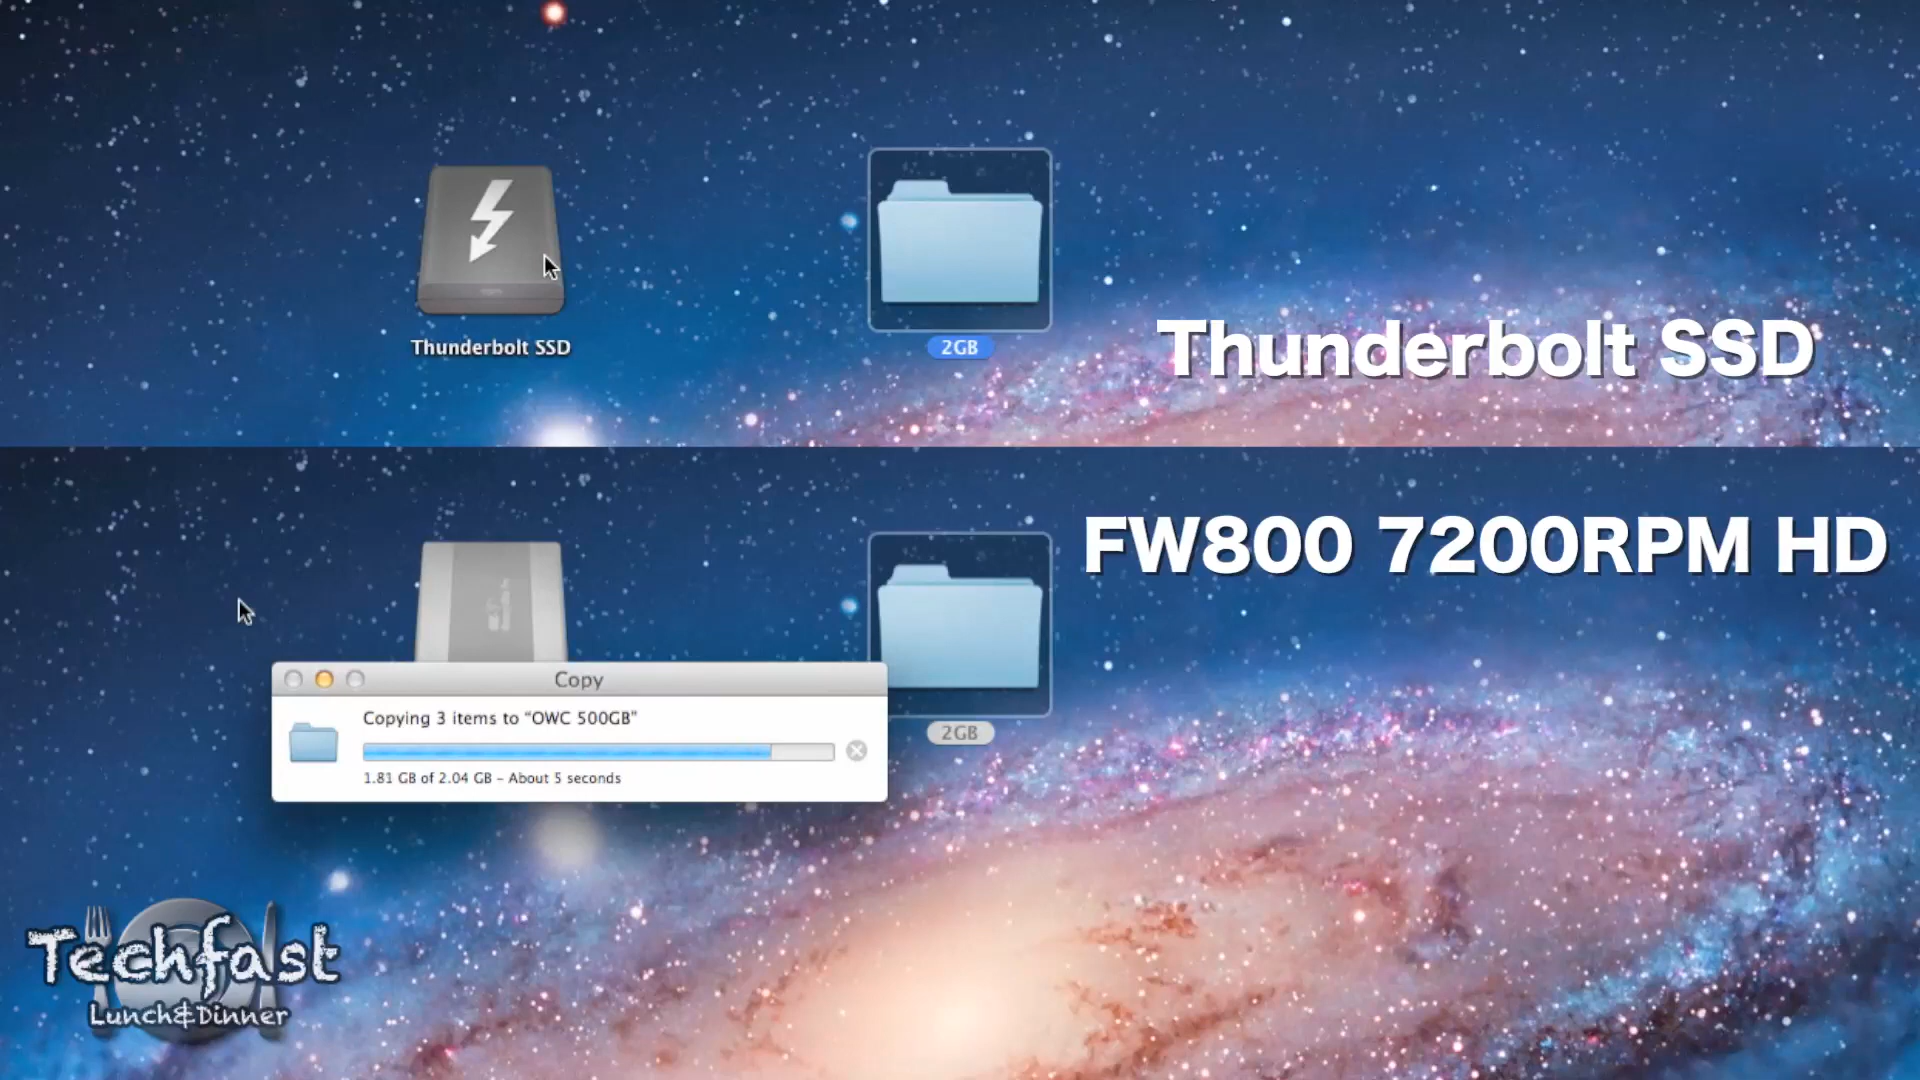 Thunderbolt SSD
2GB
Thunderbolt SSD
FW800 7200RPM HD
Copy
Copying 3 items to “OWC 500GB”
1.81 GB of 2.04 GB – About 5 seconds
2GB
Techfast
Lunch&Dinner